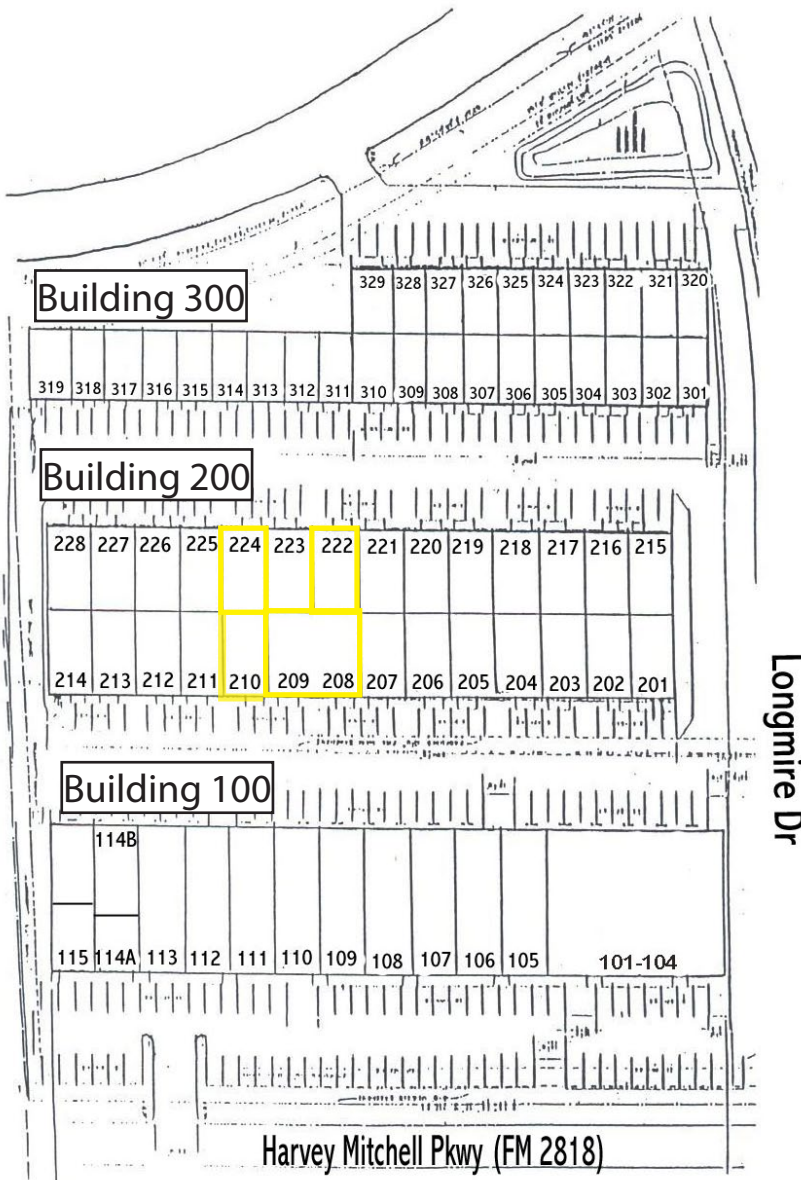 Building 300
329 328 327 326 325 324 323 322 321 320
319 318 317 316 315 314 313 312 311 310 309 308 307 306 305 304 303 302 301
Building 200
228 227 226 225 224 223 222 221 220 219 218 217 216 215
214 213 212 211 210 209 208 207 206 205 204 203 202 201
Longmire Dr
Building 100
114B
115 114A 113 112 111 110 109 108 107 106 105 101-104
Harvey Mitchell Pkwy (FM 2818)